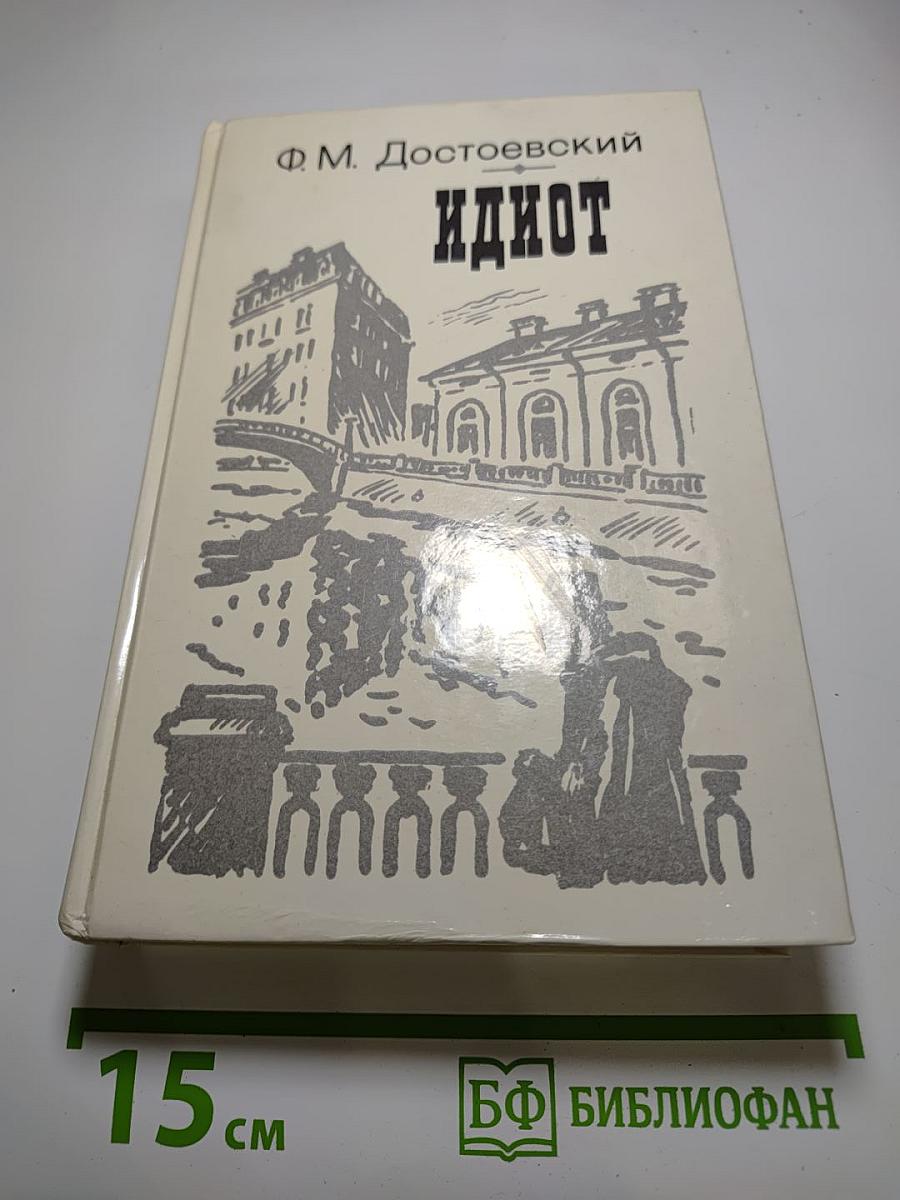 Ф. М. Достоевский
ИДИОТ
15 см
БФ БИБЛИОФАН